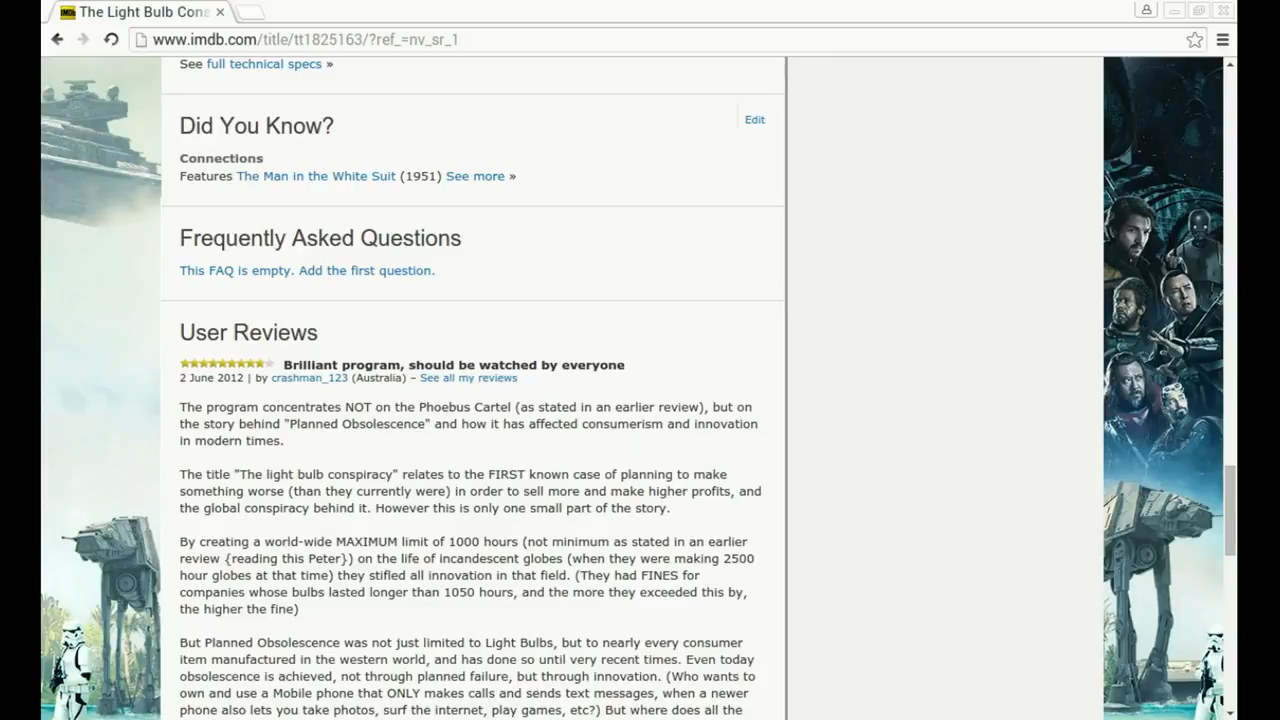 The Light Bulb Cons
www.imdb.com/title/tt1825163/?ref_=nv_sr_1
See full technical specs »
Did You Know?
Edit
Connections
Features The Man in the White Suit (1951) See more »
Frequently Asked Questions
This FAQ is empty. Add the first question.
User Reviews
Brilliant program, should be watched by everyone
2 June 2012 | by crashman_123 (Australia) – See all my reviews
The program concentrates NOT on the Phoebus Cartel (as stated in an earlier review), but on
the story behind "Planned Obsolescence" and how it has affected consumerism and innovation
in modern times.
The title "The light bulb conspiracy" relates to the FIRST known case of planning to make
something worse (than they currently were) in order to sell more and make higher profits, and
the global conspiracy behind it. However this is only one small part of the story.
By creating a world-wide MAXIMUM limit of 1000 hours (not minimum as stated in an earlier
review {reading this Peter}) on the life of incandescent globes (when they were making 2500
hour globes at that time) they stifled all innovation in that field. (They had FINES for
companies whose bulbs lasted longer than 1050 hours, and the more they exceeded this by,
the higher the fine)
But Planned Obsolescence was not just limited to Light Bulbs, but to nearly every consumer
item manufactured in the western world, and has done so until very recent times. Even today
obsolescence is achieved, not through planned failure, but through innovation. (Who wants to
own and use a Mobile phone that ONLY makes calls and sends text messages, when a newer
phone also lets you take photos, surf the internet, play games, etc?) But where does all the